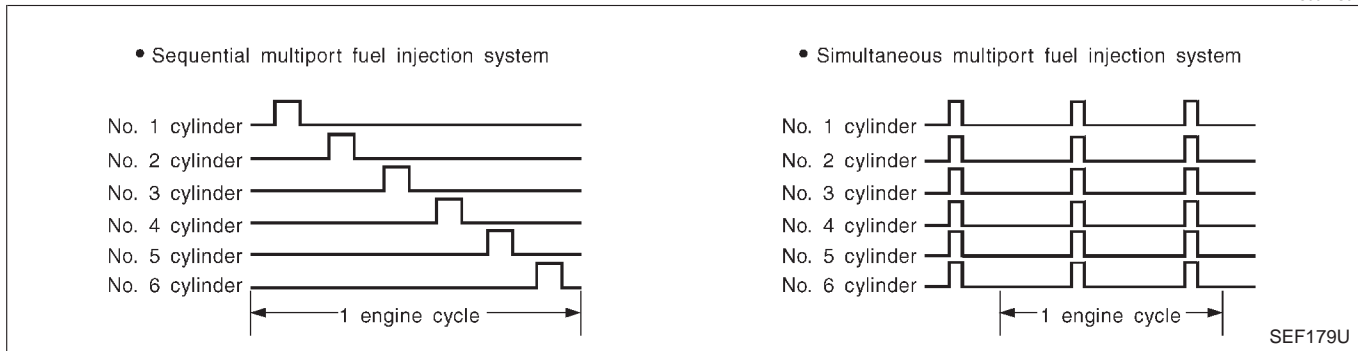 • Sequential multiport fuel injection system
No. 1 cylinder
No. 2 cylinder
No. 3 cylinder
No. 4 cylinder
No. 5 cylinder
No. 6 cylinder
1 engine cycle
• Simultaneous multiport fuel injection system
No. 1 cylinder
No. 2 cylinder
No. 3 cylinder
No. 4 cylinder
No. 5 cylinder
No. 6 cylinder
1 engine cycle
SEF179U